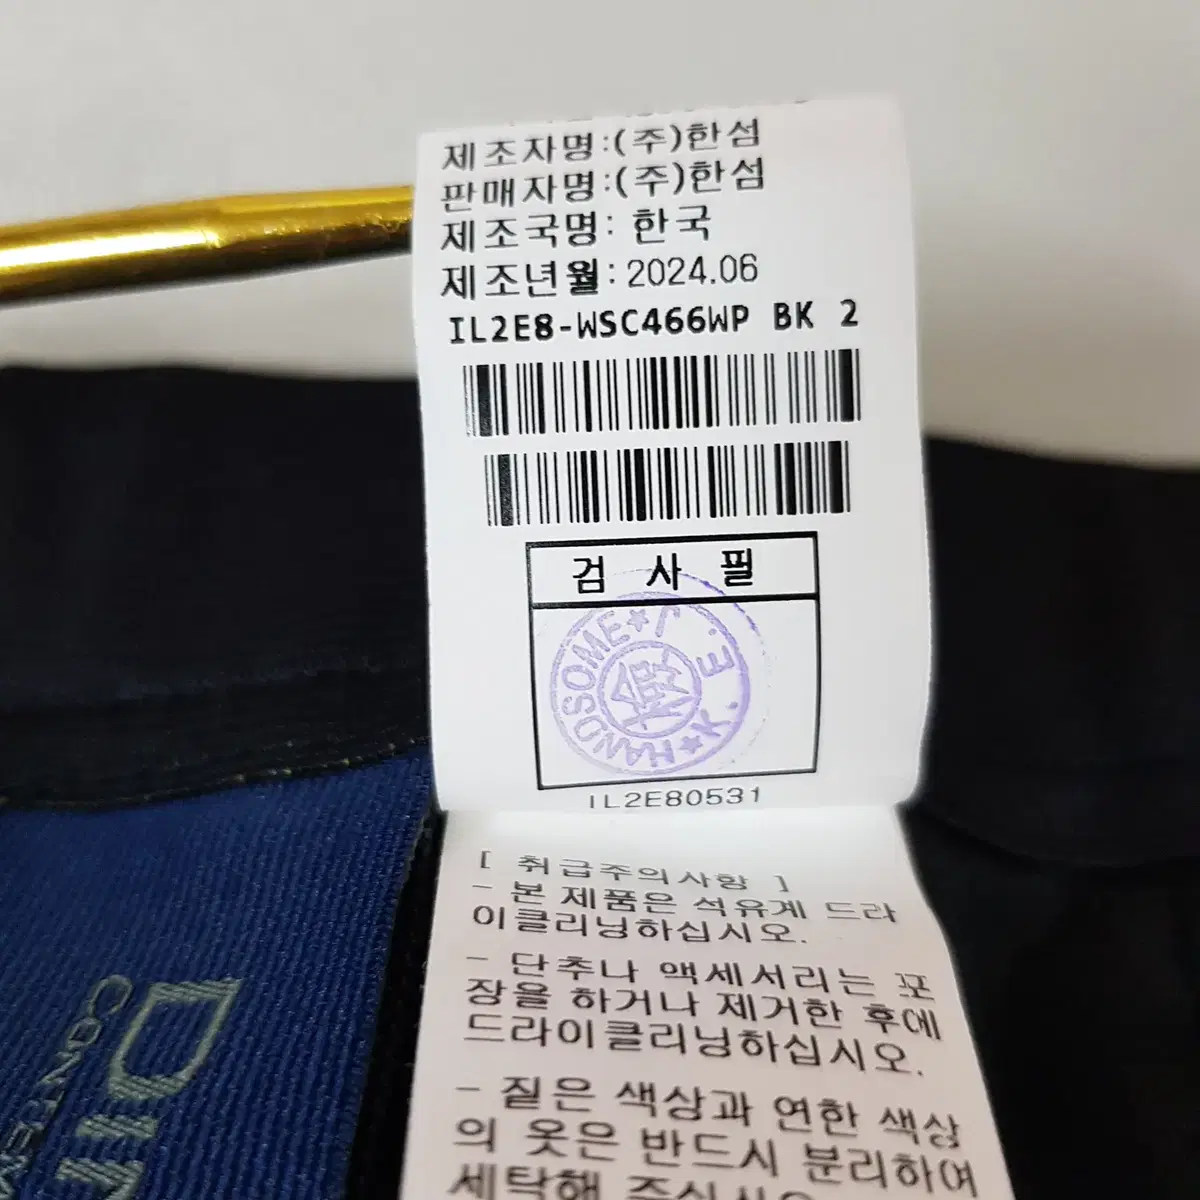 제조자명:(주)한섬
판매자명:(주)한섬
제조국명: 한국
제조년월: 2024.06
IL2E8-WSC466WP BK 2
검 사 필
HANDSOME★J.K.E.★
檢
IL2E80531
[ 취급주의사항 ]
- 본 제품은 석유계 드라
이클리닝하십시오.
- 단추나 액세서리는 포
장을 하거나 제거한 후에
드라이클리닝하십시오.
- 질은 색상과 연한 색상
의 옷은 반드시 분리하여
세탁해 주십시오